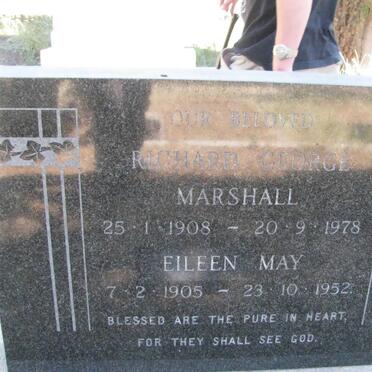 OUR BELOVED
RICHARD GEORGE
MARSHALL
25·1·1908 – 20·9·1978
EILEEN MAY
7·2·1905 – 23·10·1952.
BLESSED ARE THE PURE IN HEART,
FOR THEY SHALL SEE GOD.